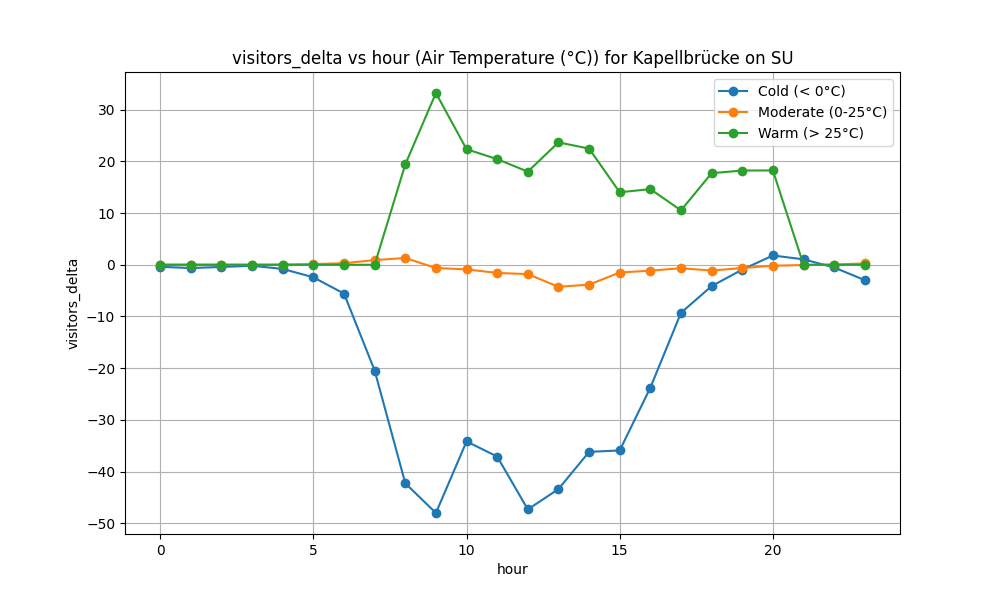 visitors_delta vs hour (Air Temperature (°C)) for Kapellbrücke on SU
Cold (< 0°C)
Moderate (0-25°C)
Warm (> 25°C)
30
20
10
0
−10
−20
−30
−40
−50
visitors_delta
0 5 10 15 20
hour